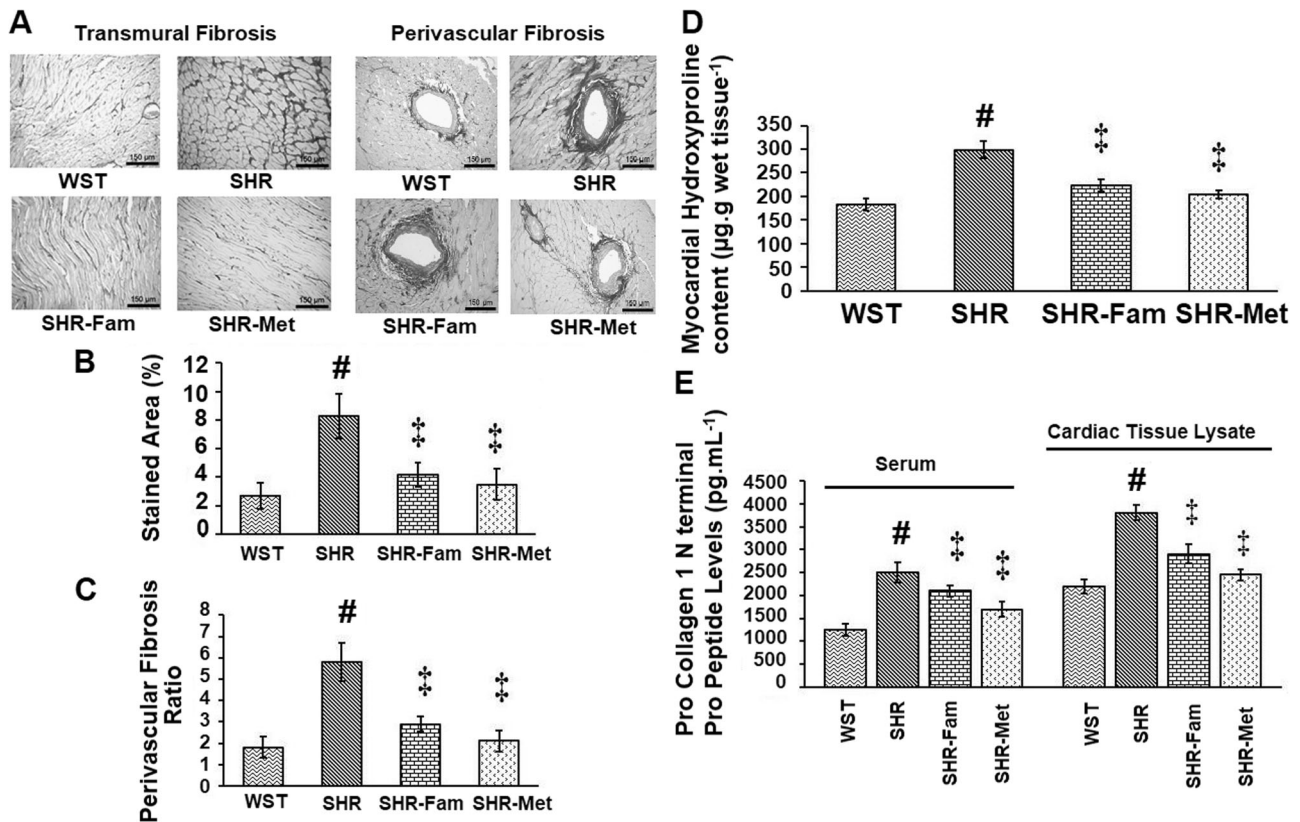 A
Transmural Fibrosis
Perivascular Fibrosis
150 µm
150 µm
150 µm
150 µm
WST
SHR
WST
SHR
150 µm
150 µm
150 µm
150 µm
SHR-Fam
SHR-Met
SHR-Fam
SHR-Met
B
Stained Area (%)
12
10
8
6
4
2
0
#
‡
‡
WST
SHR
SHR-Fam
SHR-Met
C
Perivascular Fibrosis
Ratio
8
7
6
5
4
3
2
1
0
#
‡
‡
WST
SHR
SHR-Fam
SHR-Met
D
Myocardial Hydroxyproline
content (µg.g wet tissue-1)
350
300
250
200
150
100
50
0
#
‡
‡
WST
SHR
SHR-Fam
SHR-Met
E
Pro Collagen 1 N terminal
Pro Peptide Levels (pg.mL-1)
Serum
Cardiac Tissue Lysate
4500
4000
3500
3000
2500
2000
1500
1000
500
0
#
‡
‡
#
‡
‡
WST
SHR
SHR-Fam
SHR-Met
WST
SHR
SHR-Fam
SHR-Met